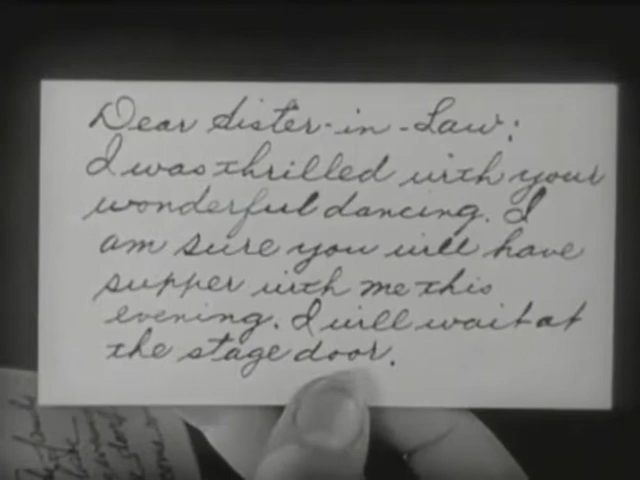 Dear Sister-in-Law:
I was thrilled with your
wonderful dancing. I
am sure you will have
supper with me this
evening. I will wait at
the stage door.